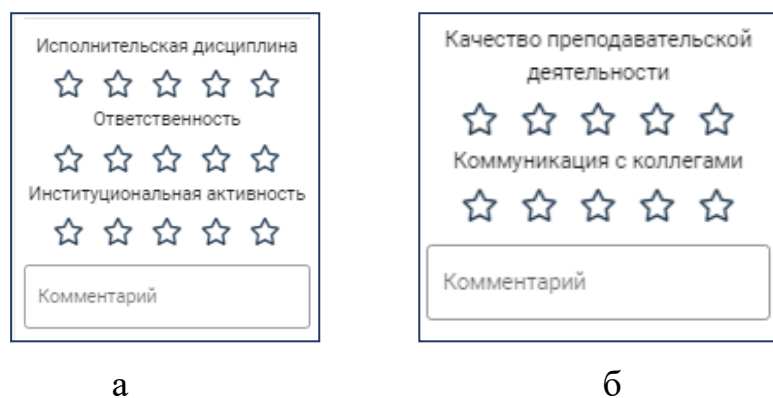 Исполнительская дисциплина
Ответственность
Институциональная активность
Комментарий
Качество преподавательской
деятельности
Коммуникация с коллегами
Комментарий
а
б